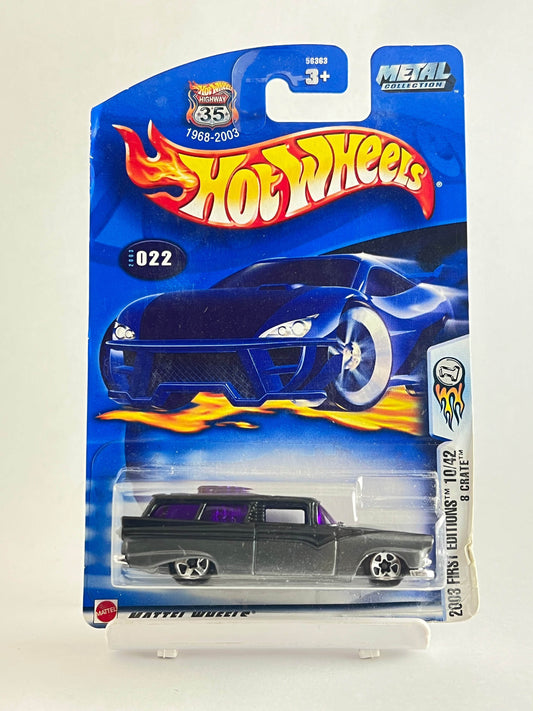 56363
3+
METAL
COLLECTION™
HOT WHEELS
HIGHWAY
35
1968-2003
HOT WHEELS®
2003
022
2003 FIRST EDITIONS™ 10/42
8 CRATE™
MATTEL
MATTEL WHEELS®